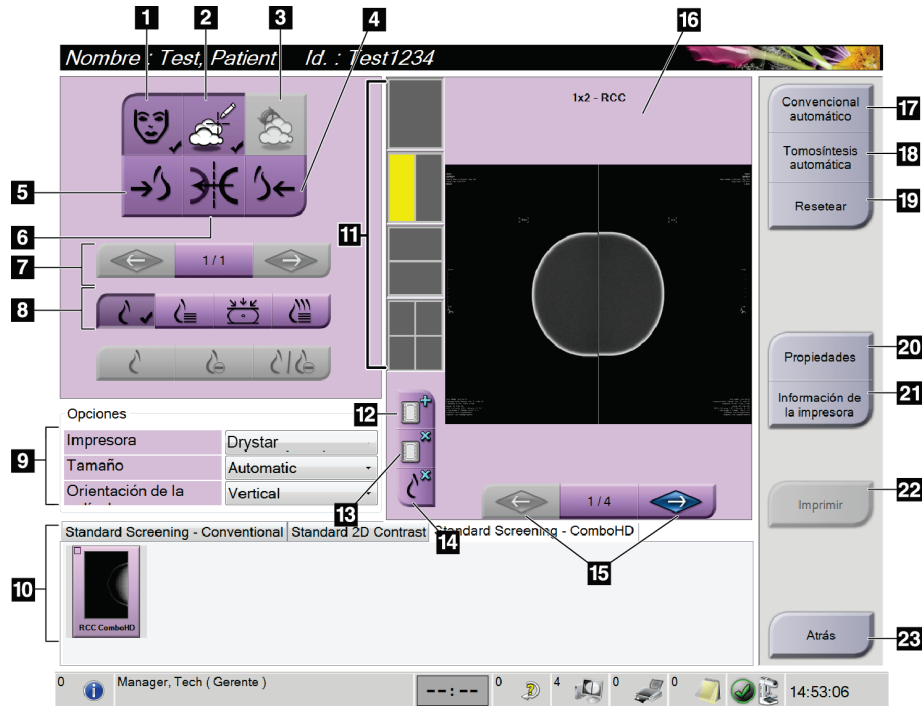 1
2
3
4
Nombre : Test, Patient Id. : Test1234
16
1x2 - RCC
Convencional automático
17
Tomosíntesis automática
18
Resetear
19
5
6
11
7
1/1
8
Propiedades
20
Información de la impresora
21
Opciones
12
9
Impresora
Drystar
Tamaño
Automatic
Orientación de la
Vertical
13
14
1/4
15
Imprimir
22
Standard Screening - Conventional
Standard 2D Contrast
Standard Screening - ComboHD
10
RCC ComboHD
Atrás
23
0
Manager, Tech ( Gerente )
--:--
0
4
0
0
14:53:06